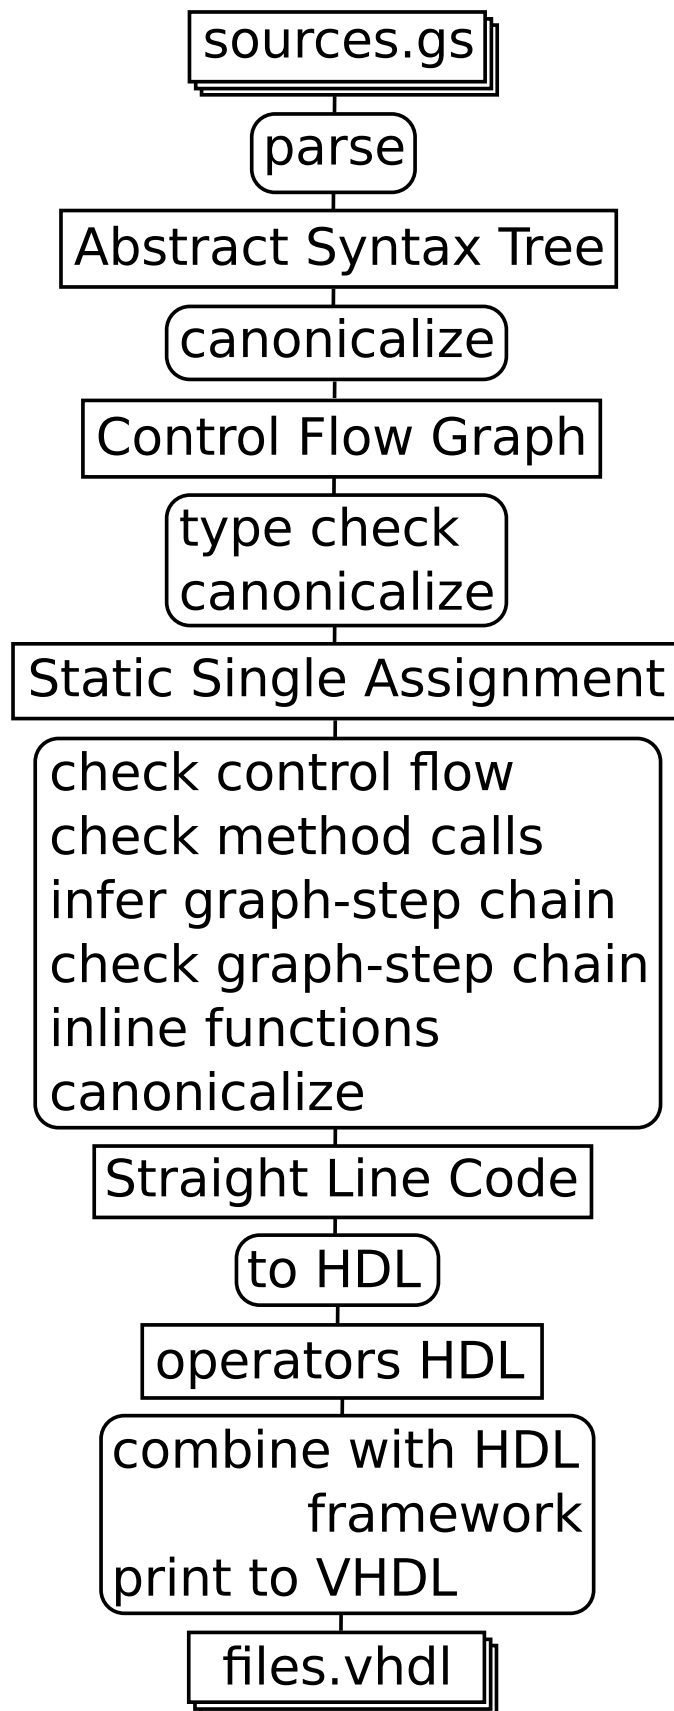 sources.gs
parse
Abstract Syntax Tree
canonicalize
Control Flow Graph
type check
canonicalize
Static Single Assignment
check control flow
check method calls
infer graph-step chain
check graph-step chain
inline functions
canonicalize
Straight Line Code
to HDL
operators HDL
combine with HDL
framework
print to VHDL
files.vhdl